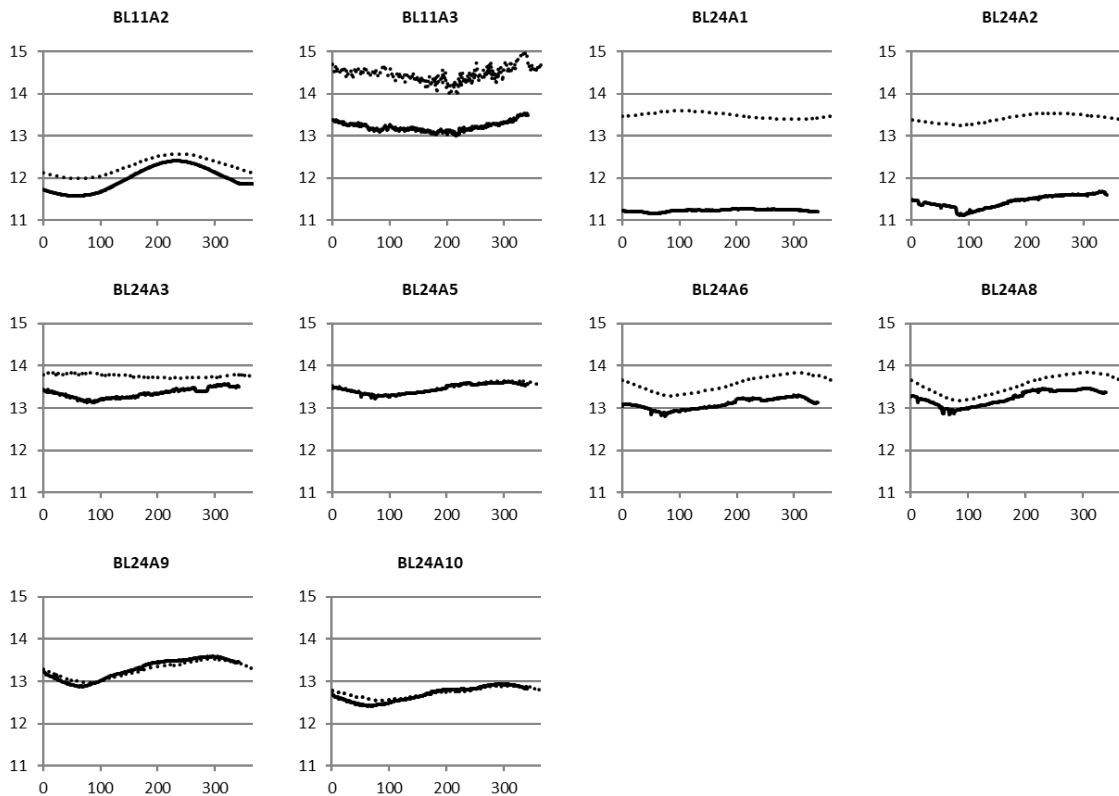 BL11A2 BL11A3 BL24A1 BL24A2
15 15 15 15
14 14 14 14
13 13 13 13
12 12 12 12
11 11 11 11
0 100 200 300 0 100 200 300 0 100 200 300 0 100 200 300
BL24A3 BL24A5 BL24A6 BL24A8
15 15 15 15
14 14 14 14
13 13 13 13
12 12 12 12
11 11 11 11
0 100 200 300 0 100 200 300 0 100 200 300 0 100 200 300
BL24A9 BL24A10
15 15
14 14
13 13
12 12
11 11
0 100 200 300 0 100 200 300